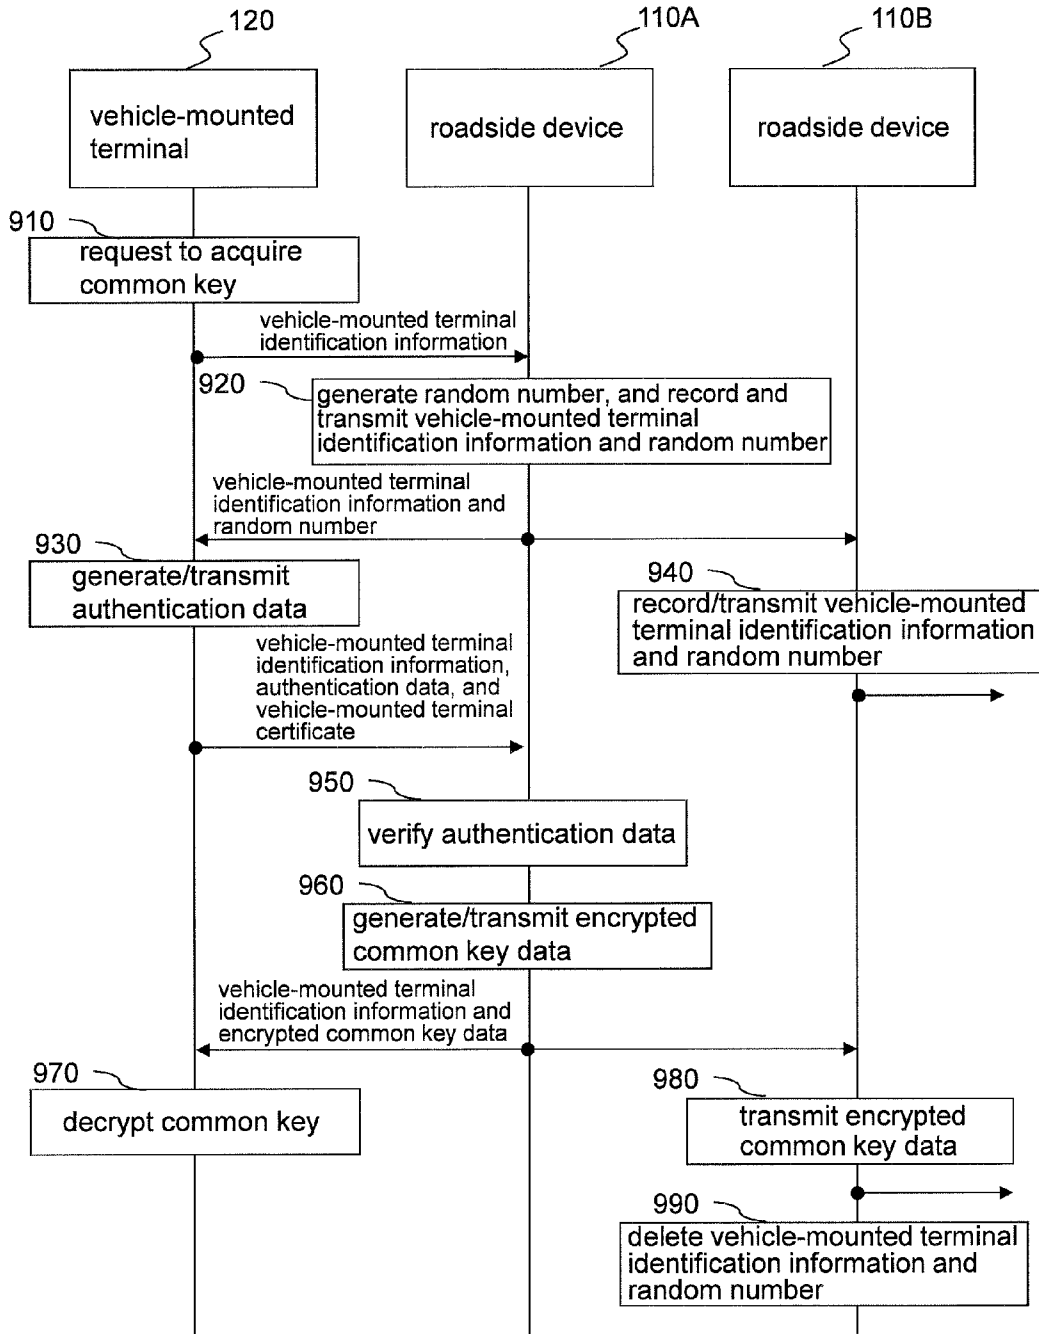 120
110A
110B
vehicle-mounted
terminal
roadside device
roadside device
910
request to acquire
common key
vehicle-mounted terminal
identification information
920
generate random number, and record and
transmit vehicle-mounted terminal
identification information and random number
vehicle-mounted terminal
identification information and
random number
930
generate/transmit
authentication data
940
record/transmit vehicle-mounted
terminal identification information
and random number
vehicle-mounted terminal
identification information,
authentication data, and
vehicle-mounted terminal
certificate
950
verify authentication data
960
generate/transmit encrypted
common key data
vehicle-mounted terminal
identification information and
encrypted common key data
970
decrypt common key
980
transmit encrypted
common key data
990
delete vehicle-mounted terminal
identification information and
random number